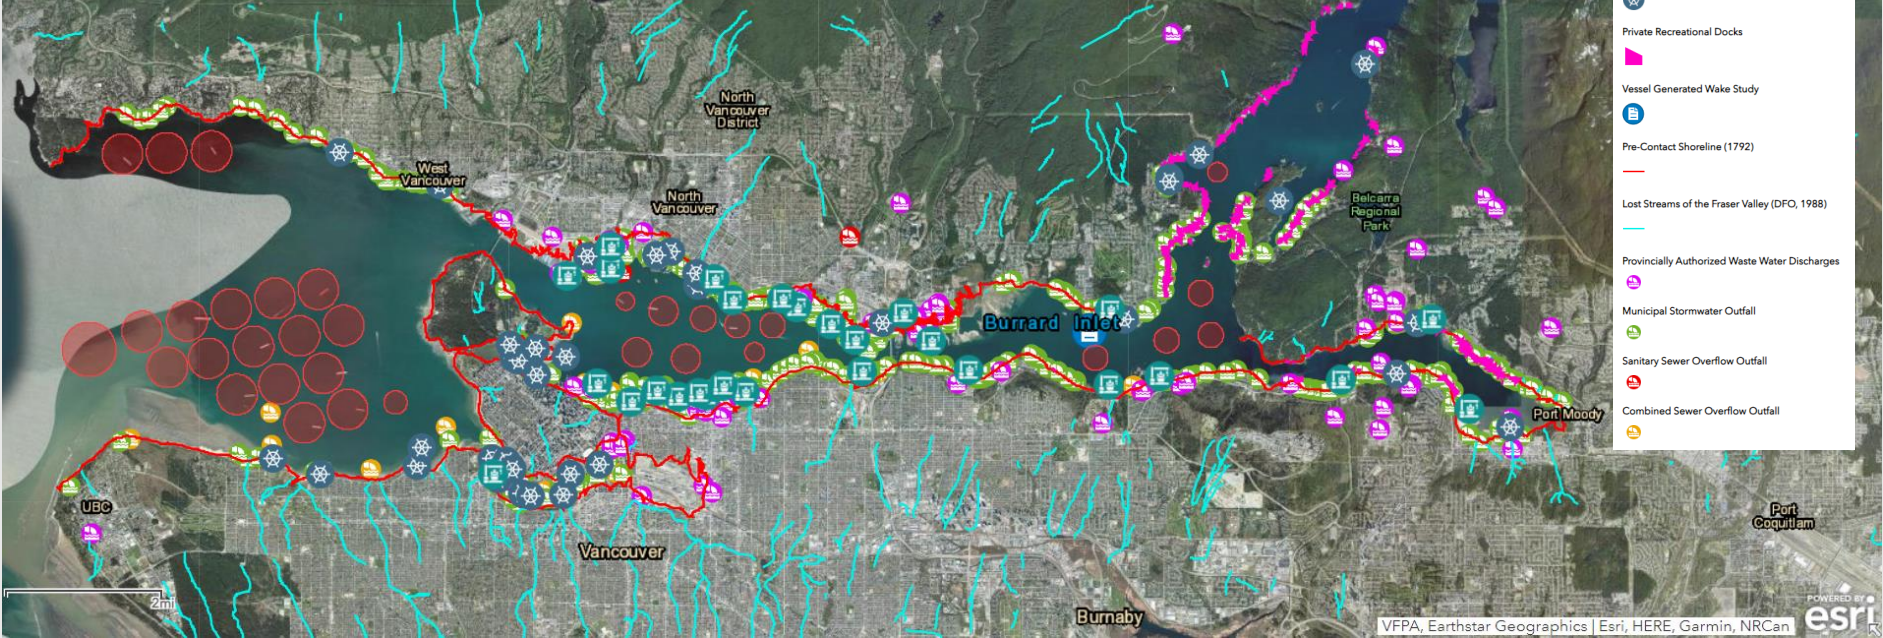 North
Vancouver
District
West
Vancouver
North
Vancouver
Belcarra
Regional
Park
Burrard Inlet
Port Moody
UBC
Vancouver
Burnaby
Port
Coquitlam
2mi
Private Recreational Docks
Vessel Generated Wake Study
Pre-Contact Shoreline (1792)
Lost Streams of the Fraser Valley (DFO, 1988)
Provincially Authorized Waste Water Discharges
Municipal Stormwater Outfall
Sanitary Sewer Overflow Outfall
Combined Sewer Overflow Outfall
POWERED BY
esri
VFPA, Earthstar Geographics | Esri, HERE, Garmin, NRCan